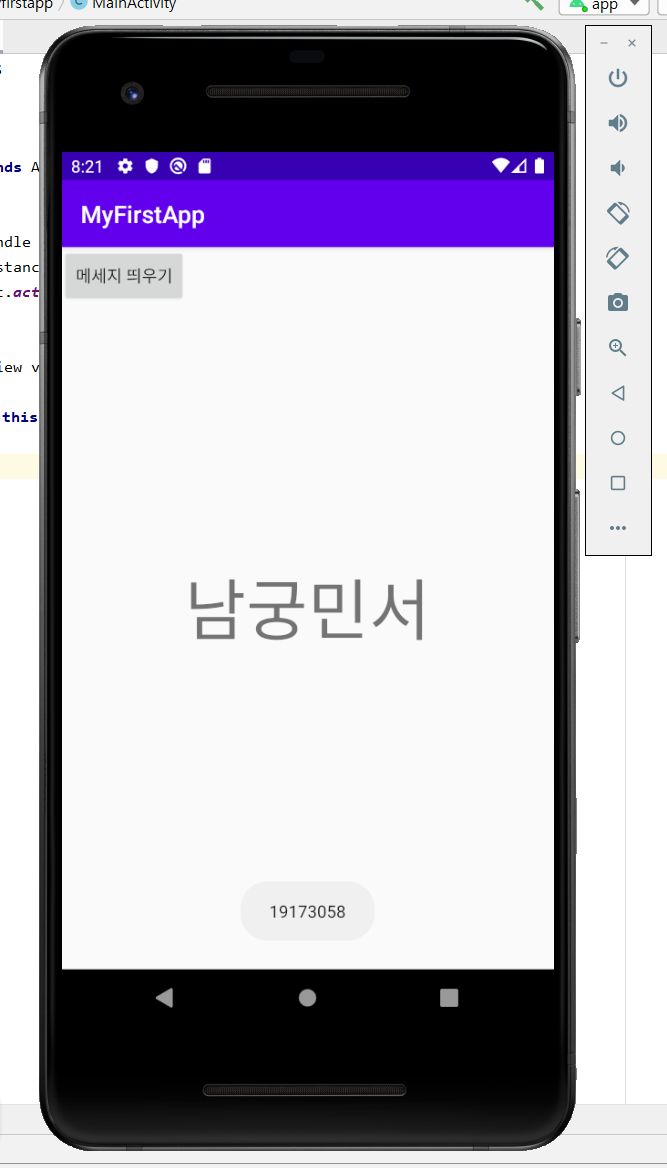 firstapp MainActivity app
s
nds A
8:21
MyFirstApp
ndle
메세지 띄우기
stanc
t.act
iew v
this
남궁민서
19173058